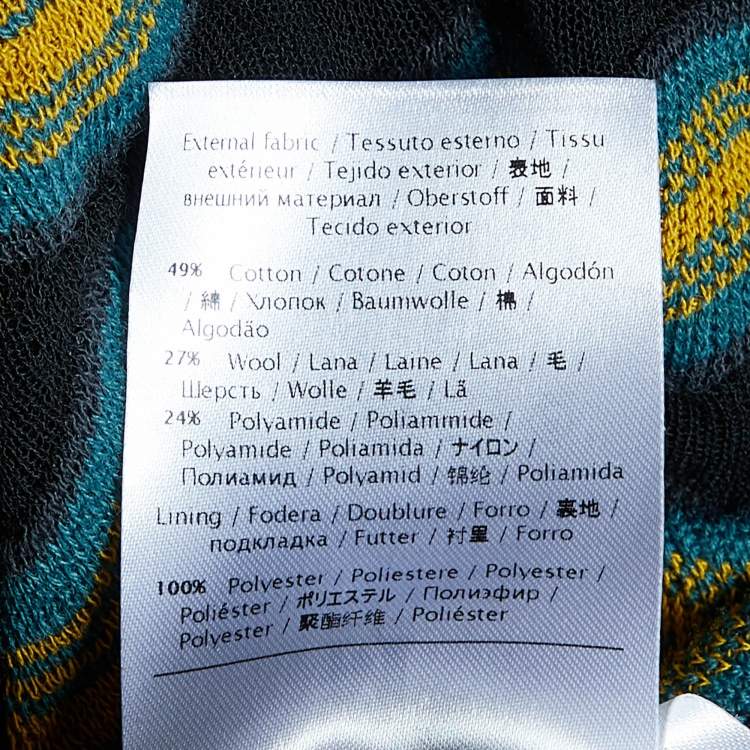 External fabric / Tessuto esterno / Tissu
extérieur / Tejido exterior / 表地 /
внешний материал / Oberstoff / 面料 /
Tecido exterior
49% Cotton / Cotone / Coton / Algodón
/ 綿 / Хлопок / Baumwolle / 棉 /
Algodão
27% Wool / Lana / Laine / Lana / 毛 /
Шерсть / Wolle / 羊毛 / Lã
24% Polyamide / Poliammide /
Polyamide / Poliamida / ナイロン /
Полиамид / Polyamid / 锦纶 / Poliamida
Lining / Fodera / Doublure / Forro / 裏地 /
подкладка / Futter / 衬里 / Forro
100% Polyester / Poliestere / Polyester /
Poliéster / ポリエステル / Полиэфир /
Polyester / 聚酯纤维 / Poliéster